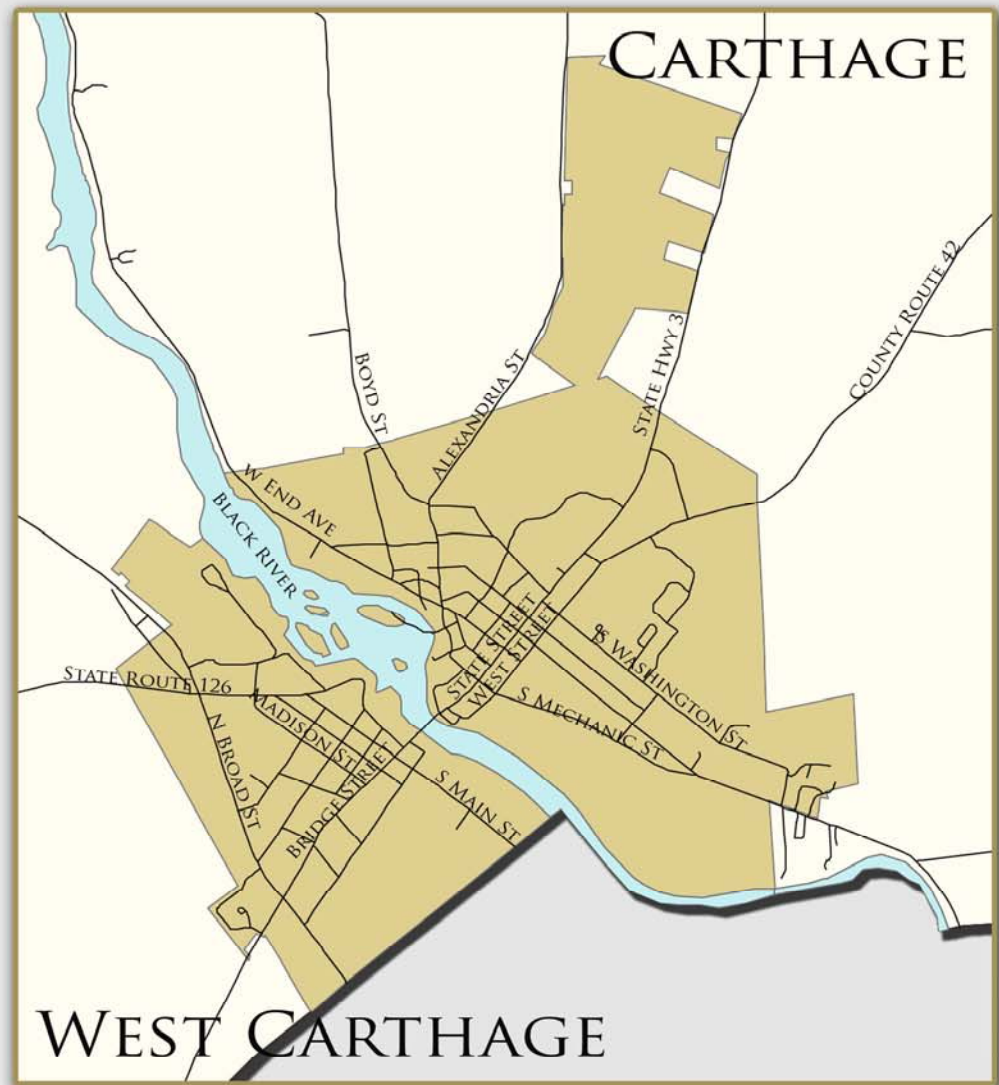 CARTHAGE
COUNTY ROUTE 42
STATE HWY 3
BOYD ST
ALEXANDRIA ST
W END AVE
BLACK RIVER
STATE STREET
WEST STREET
S WASHINGTON ST
S MECHANIC ST
STATE ROUTE 126
MADISON ST
N BROAD ST
BRIDGE STREET
S MAIN ST
WEST CARTHAGE